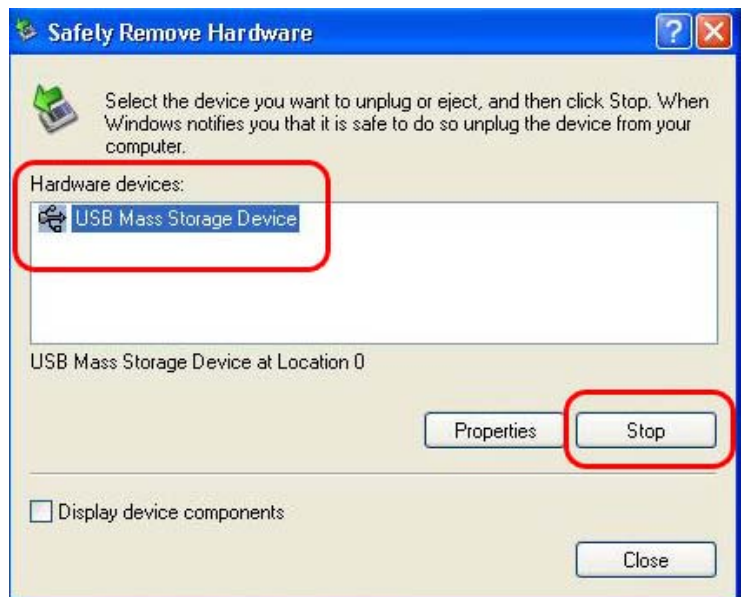 Safely Remove Hardware
Select the device you want to unplug or eject, and then click Stop. When
Windows notifies you that it is safe to do so unplug the device from your
computer.
Hardware devices:
USB Mass Storage Device
USB Mass Storage Device at Location 0
Properties
Stop
Display device components
Close